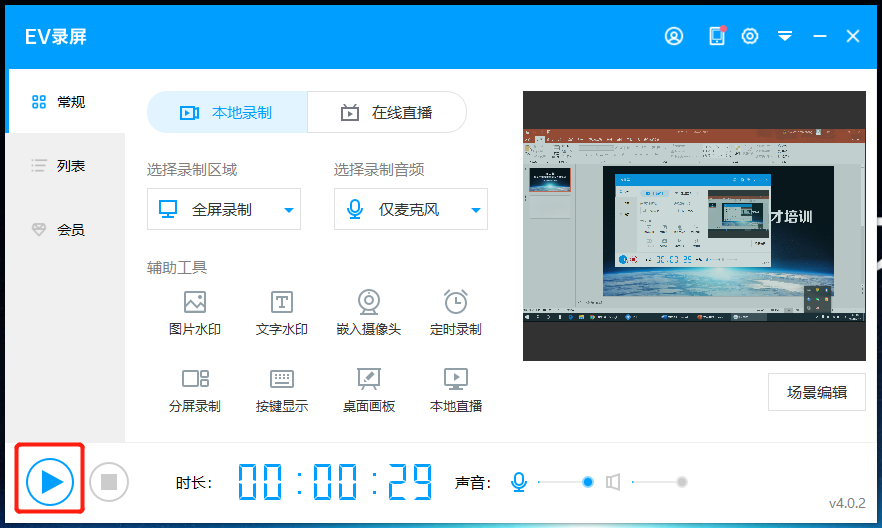 EV录屏
常规
本地录制
在线直播
列表
选择录制区域
选择录制音频
全屏录制
仅麦克风
会员
才培训
辅助工具
图片水印
文字水印
嵌入摄像头
定时录制
分屏录制
按键显示
桌面画板
本地直播
场景编辑
时长：
00:00:29
声音：
v4.0.2